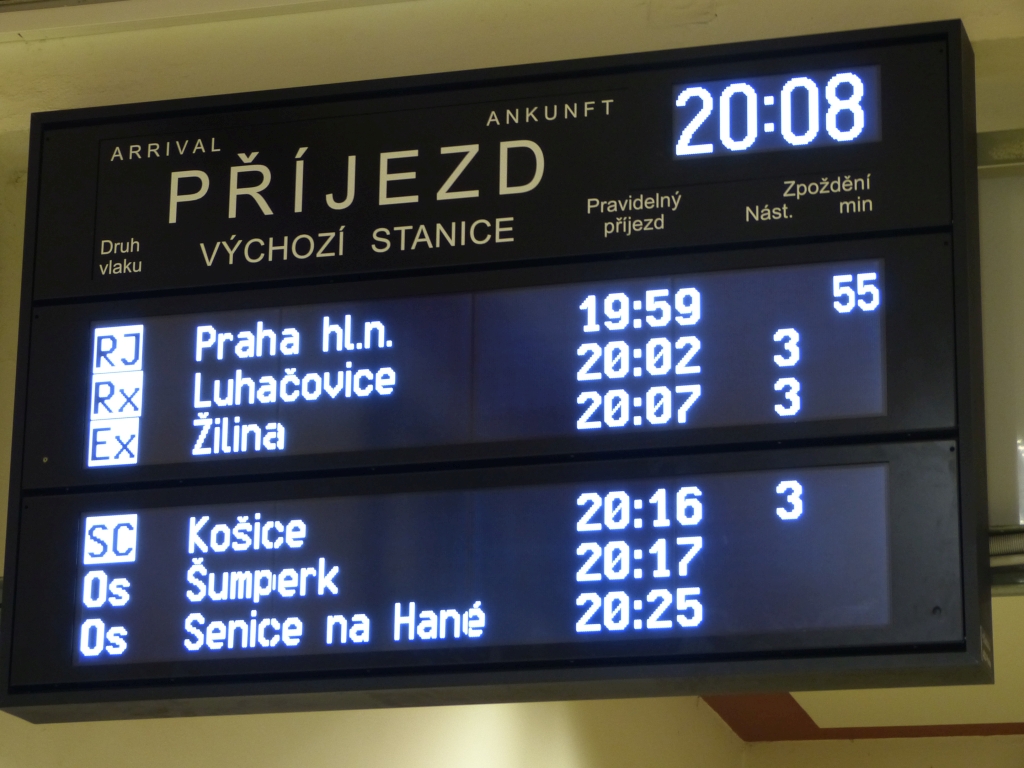 ARRIVAL ANKUNFT 20:08
PŘÍJEZD
Druh vlaku VÝCHOZÍ STANICE Pravidelný příjezd Nást. Zpoždění min
RJ Praha hl.n. 19:59 55
Rx Luhačovice 20:02 3
Ex Žilina 20:07 3
SC Košice 20:16 3
Os Šumperk 20:17
Os Senice na Hané 20:25